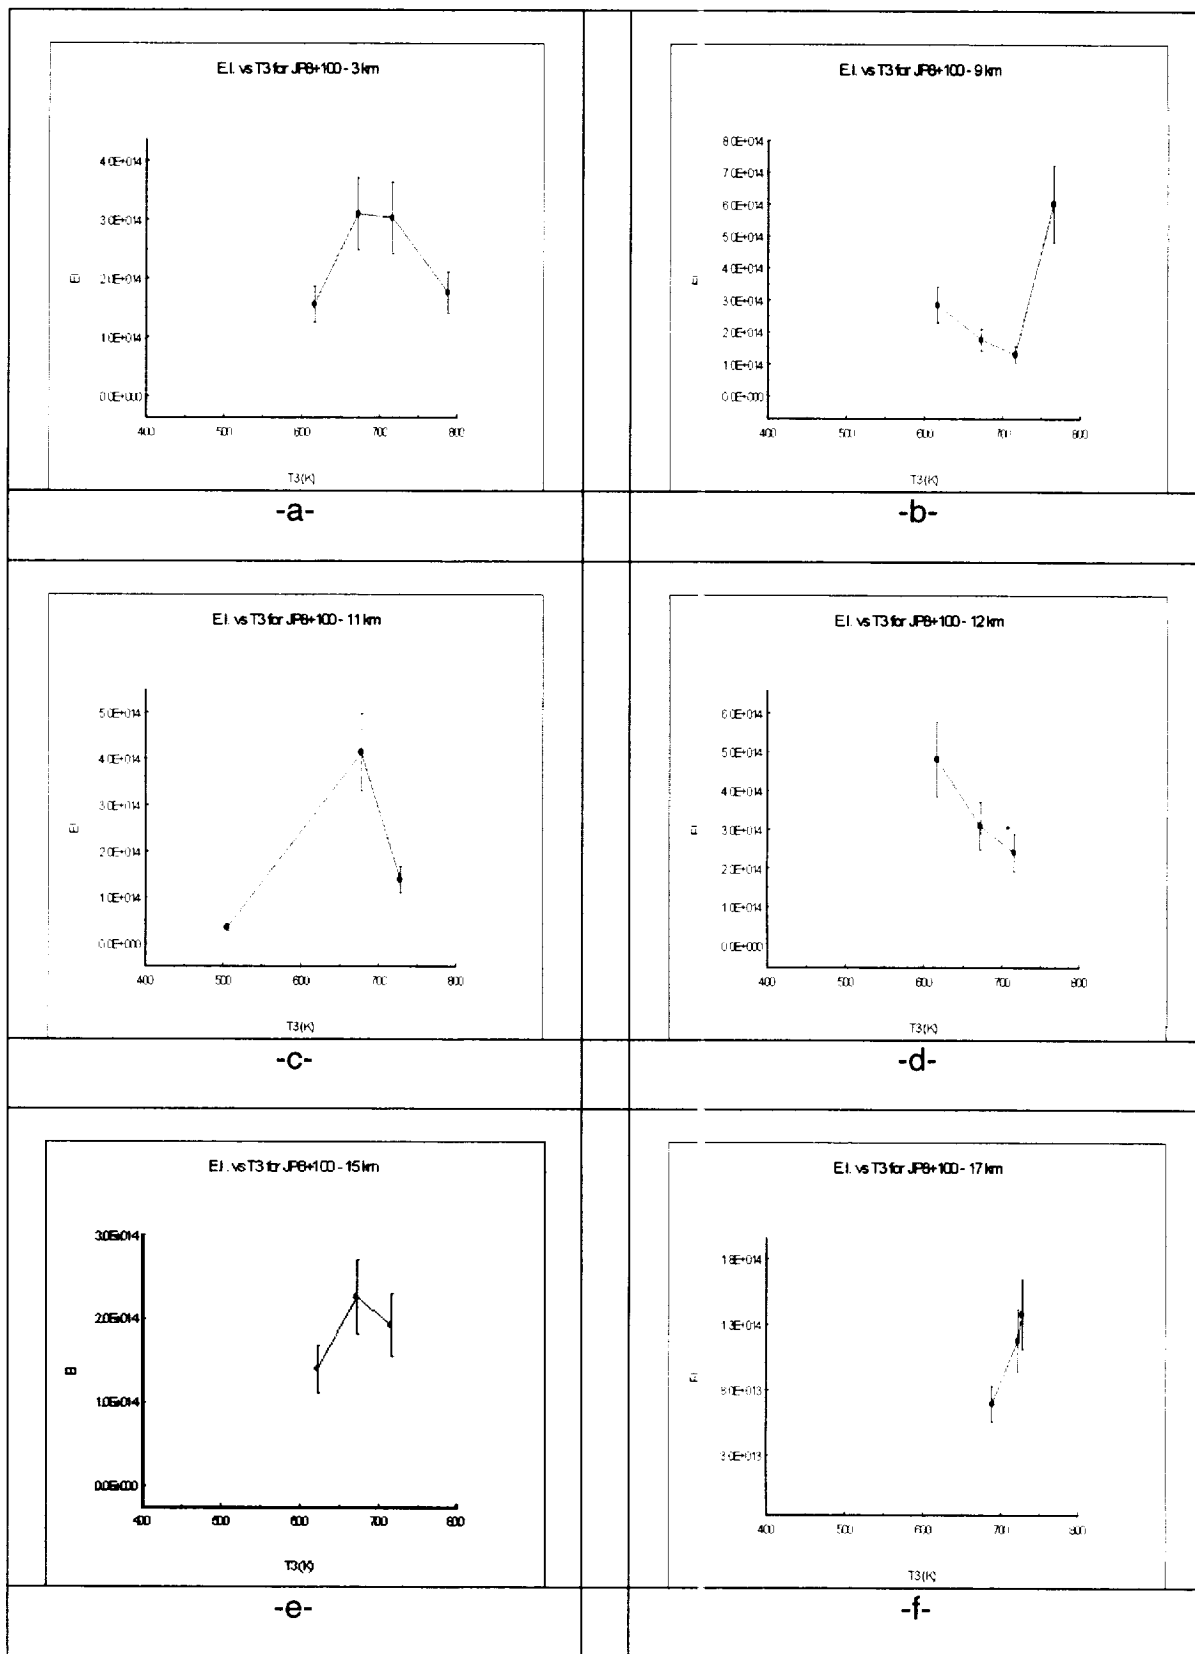 E.I. vs T3 for JP8+100 - 3 km
4.0E+014
3.0E+014
2.0E+014
1.0E+014
0.0E+000
EI
400 500 600 700 800
T3(K)
-a-
E.I. vs T3 for JP8+100 - 9 km
8.0E+014
7.0E+014
6.0E+014
5.0E+014
4.0E+014
3.0E+014
2.0E+014
1.0E+014
0.0E+000
EI
400 500 600 700 800
T3(K)
-b-
E.I. vs T3 for JP8+100 - 11 km
5.0E+014
4.0E+014
3.0E+014
2.0E+014
1.0E+014
0.0E+000
EI
400 500 600 700 800
T3(K)
-c-
E.I. vs T3 for JP8+100 - 12 km
6.0E+014
5.0E+014
4.0E+014
3.0E+014
2.0E+014
1.0E+014
0.0E+000
EI
400 500 600 700 800
T3(K)
-d-
E.I. vs T3 for JP8+100 - 15 km
3.0E+014
2.0E+014
1.0E+014
0.0E+000
EI
400 500 600 700 800
T3(K)
-e-
E.I. vs T3 for JP8+100 - 17 km
1.8E+014
1.3E+014
8.0E+013
3.0E+013
EI
400 500 600 700 800
T3(K)
-f-